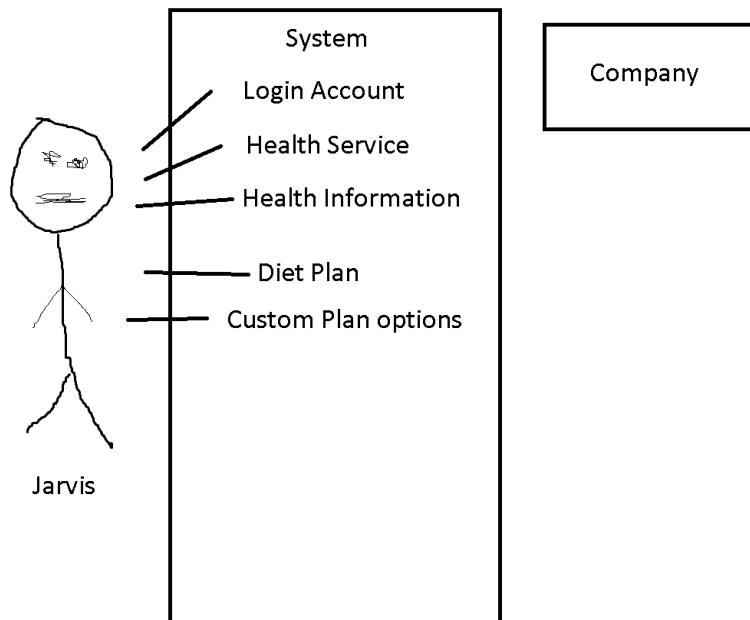 System
Login Account
Health Service
Health Information
Diet Plan
Custom Plan options
Jarvis
Company